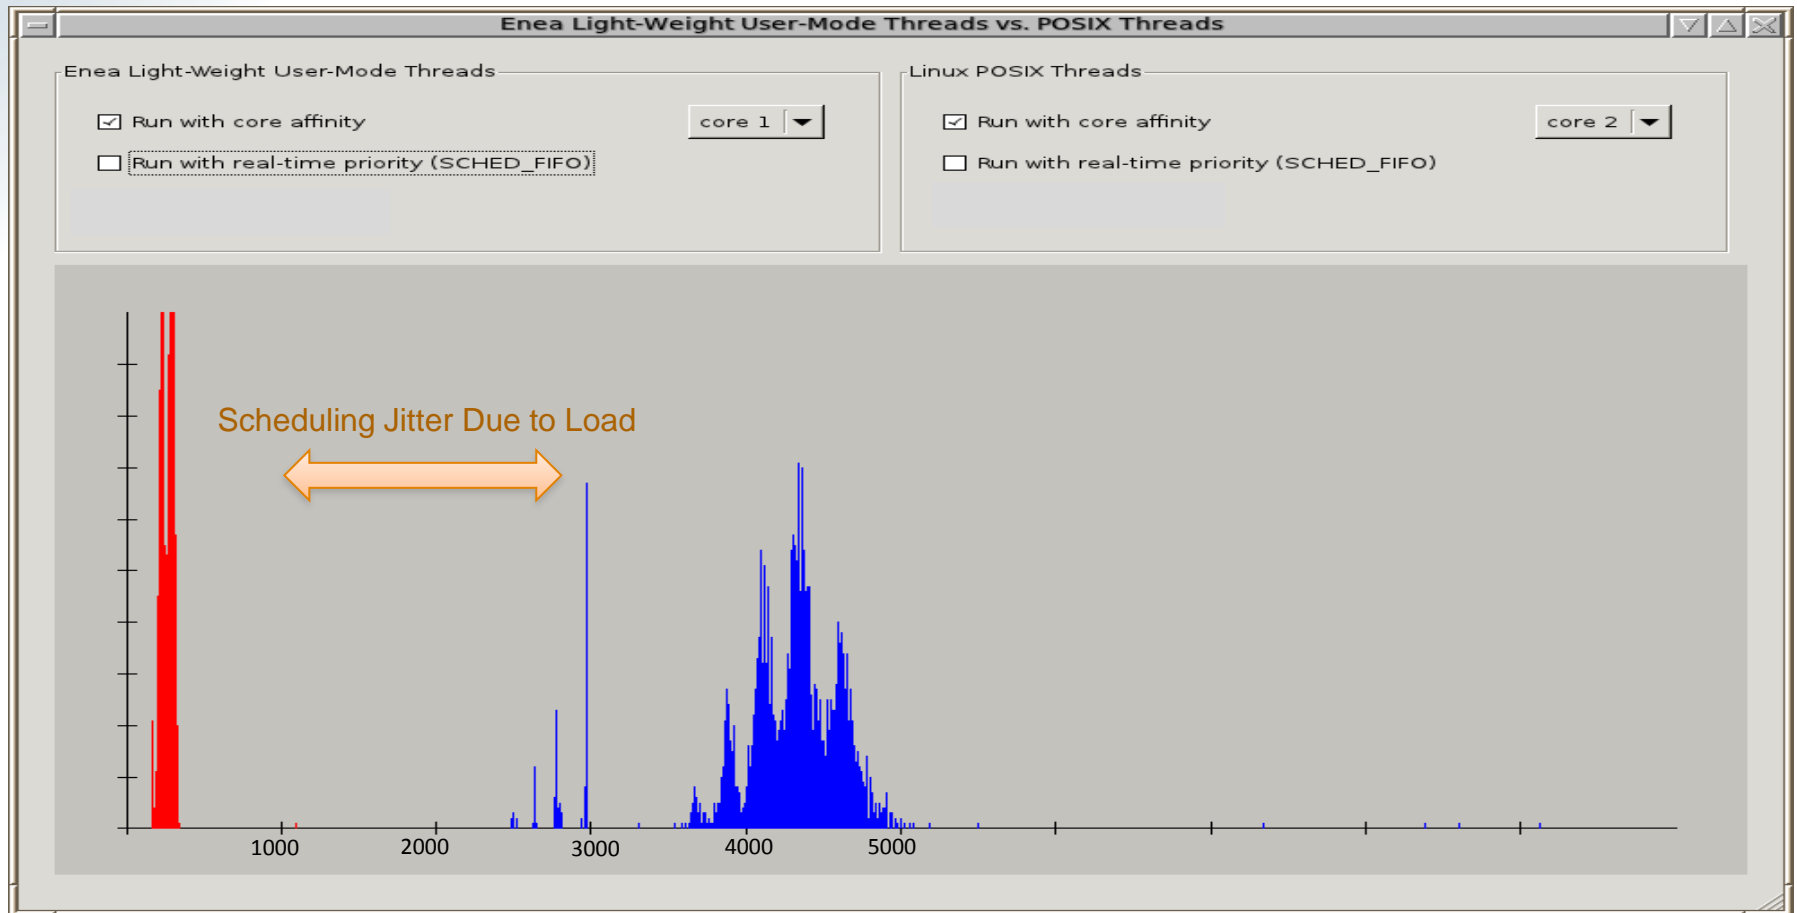 Enea Light-Weight User-Mode Threads vs. POSIX Threads
Enea Light-Weight User-Mode Threads
Run with core affinity
core 1
Run with real-time priority (SCHED_FIFO)
Linux POSIX Threads
Run with core affinity
core 2
Run with real-time priority (SCHED_FIFO)
Scheduling Jitter Due to Load
1000 2000 3000 4000 5000